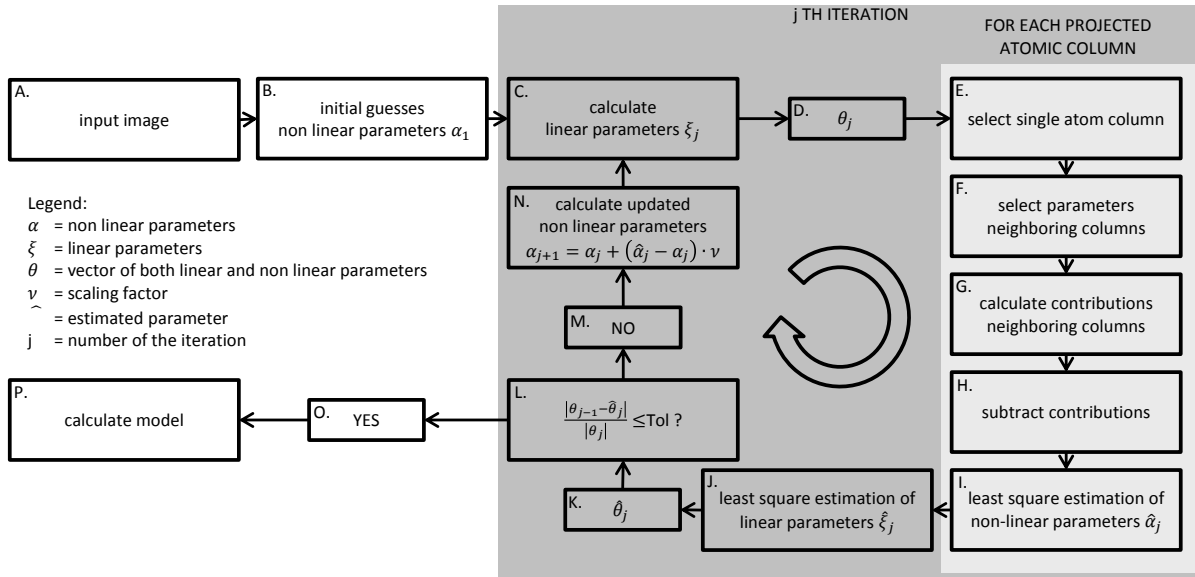 j TH ITERATION
FOR EACH PROJECTED
ATOMIC COLUMN
A.
input image
B.
initial guesses
non linear parameters α₁
C.
calculate
linear parameters ξⱼ
D.
θⱼ
E.
select single atom column
F.
select parameters
neighboring columns
G.
calculate contributions
neighboring columns
H.
subtract contributions
I.
least square estimation of
non-linear parameters α̂ⱼ
J.
least square estimation of
linear parameters ξ̂ⱼ
K.
θ̂ⱼ
L.
|θⱼ₋₁−θ̂ⱼ|
|θⱼ|
≤Tol ?
M.
NO
N.
calculate updated
non linear parameters
αⱼ₊₁ = αⱼ + (α̂ⱼ − αⱼ) · ν
O.
YES
P.
calculate model
Legend:
α = non linear parameters
ξ = linear parameters
θ = vector of both linear and non linear parameters
ν = scaling factor
⌢ = estimated parameter
j = number of the iteration